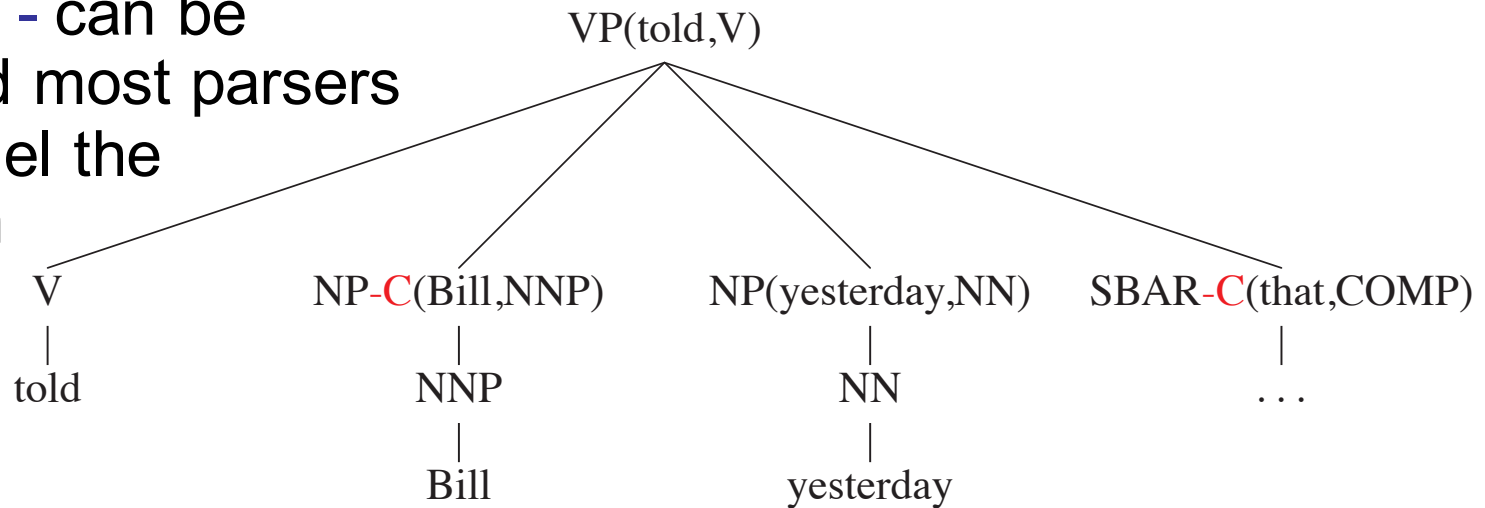 - can be
most parsers
the
VP(told,V)
V NP-C(Bill,NNP) NP(yesterday,NN) SBAR-C(that,COMP)
told NNP NN . . .
Bill yesterday